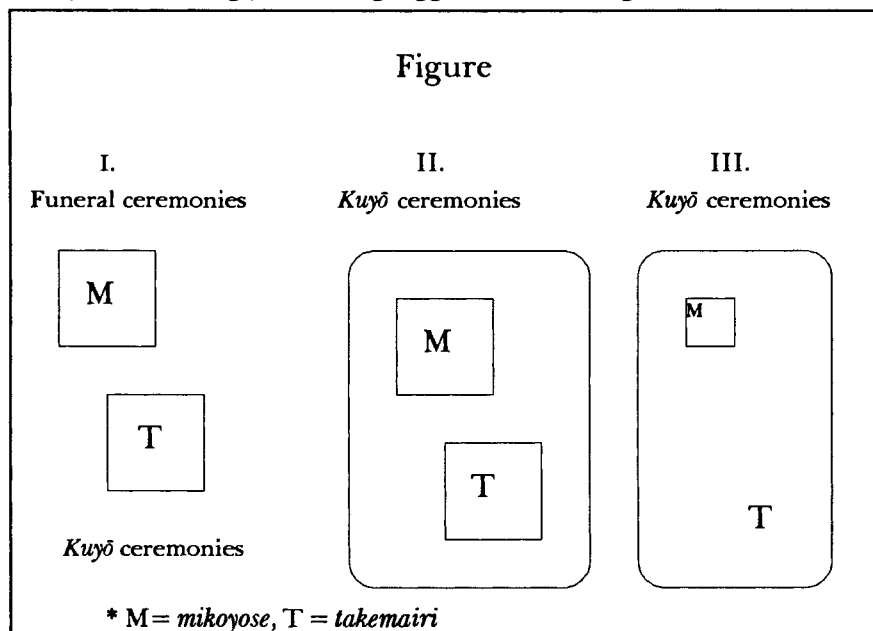 Figure
I. II. III.
Funeral ceremonies Kuyō ceremonies Kuyō ceremonies
M M M
T T T
Kuyō ceremonies
* M= mikoyose, T = takemairi